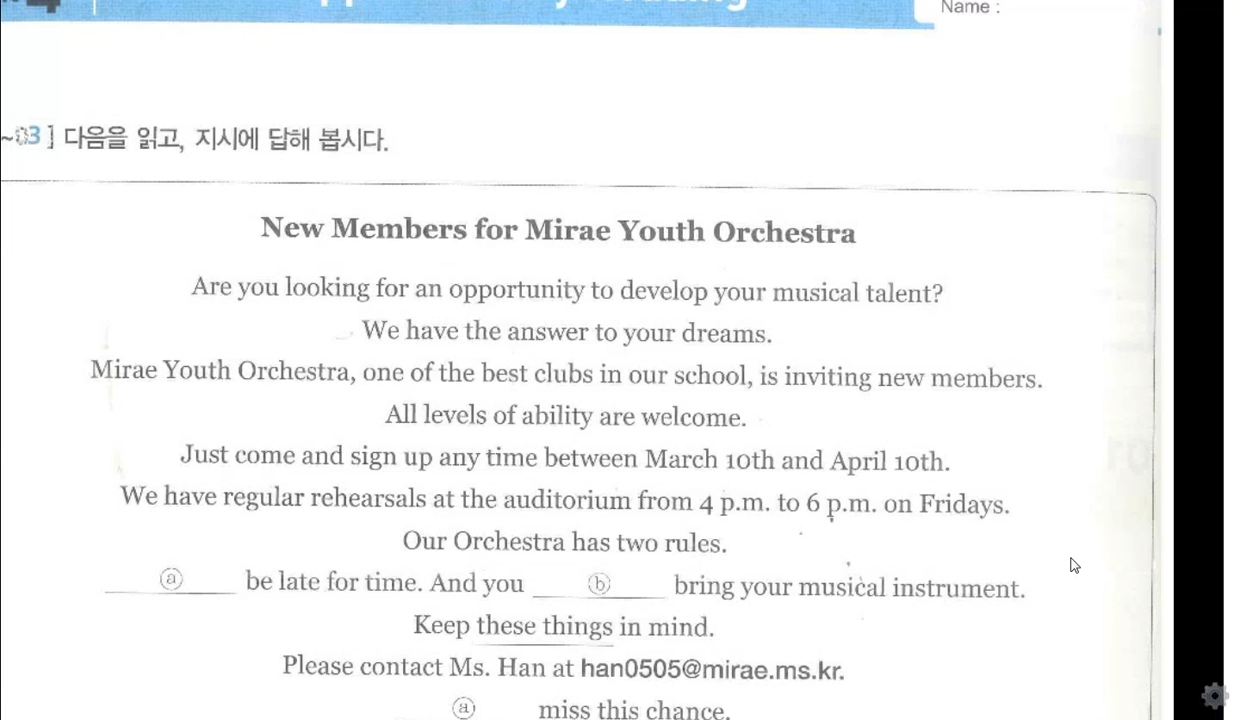 Name :
~03 ] 다음을 읽고, 지시에 답해 봅시다.
New Members for Mirae Youth Orchestra
Are you looking for an opportunity to develop your musical talent?
We have the answer to your dreams.
Mirae Youth Orchestra, one of the best clubs in our school, is inviting new members.
All levels of ability are welcome.
Just come and sign up any time between March 10th and April 10th.
We have regular rehearsals at the auditorium from 4 p.m. to 6 p.m. on Fridays.
Our Orchestra has two rules.
ⓐ be late for time. And you ⓑ bring your musical instrument.
Keep these things in mind.
Please contact Ms. Han at han0505@mirae.ms.kr.
ⓐ miss this chance.